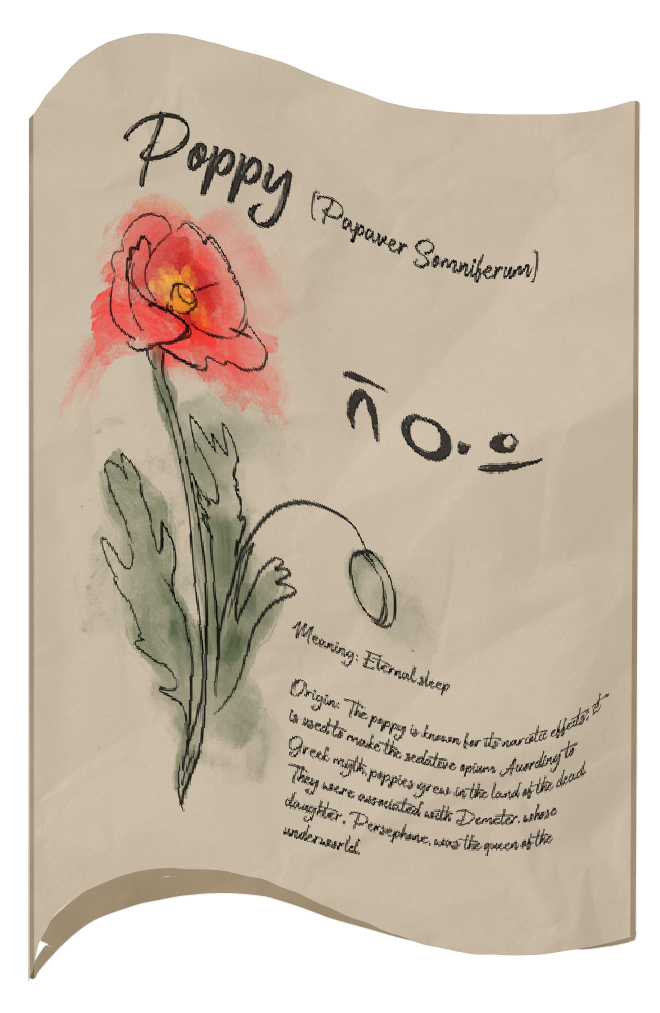 Poppy
(Papaver Somniferum)
Meaning: Eternal sleep
Origin: The poppy is known for its narcotic effects: it
is used to make the sedative opium. According to
Greek myth, poppies grew in the land of the dead
They were associated with Demeter, whose
daughter, Persephone, was the queen of the
underworld.